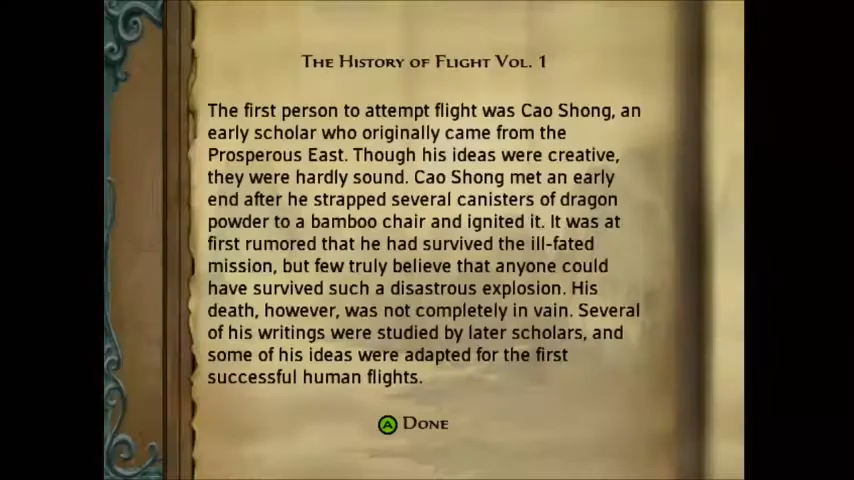 The History of Flight Vol. 1
The first person to attempt flight was Cao Shong, an
early scholar who originally came from the
Prosperous East. Though his ideas were creative,
they were hardly sound. Cao Shong met an early
end after he strapped several canisters of dragon
powder to a bamboo chair and ignited it. It was at
first rumored that he had survived the ill-fated
mission, but few truly believe that anyone could
have survived such a disastrous explosion. His
death, however, was not completely in vain. Several
of his writings were studied by later scholars, and
some of his ideas were adapted for the first
successful human flights.
A Done